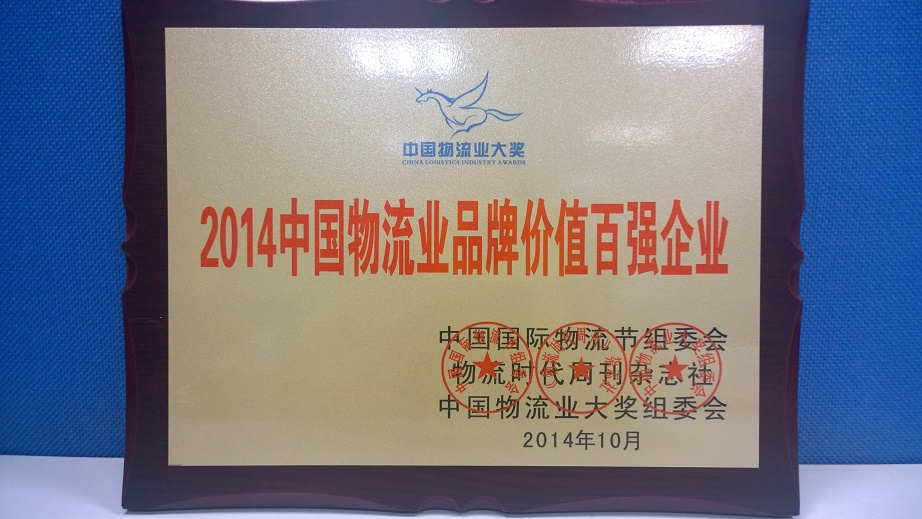 中国物流业大奖
CHINA LOGISTICS INDUSTRY AWARDS
2014中国物流业品牌价值百强企业
中国国际物流节组委会
物流时代周刊杂志社
中国物流业大奖组委会
2014年10月